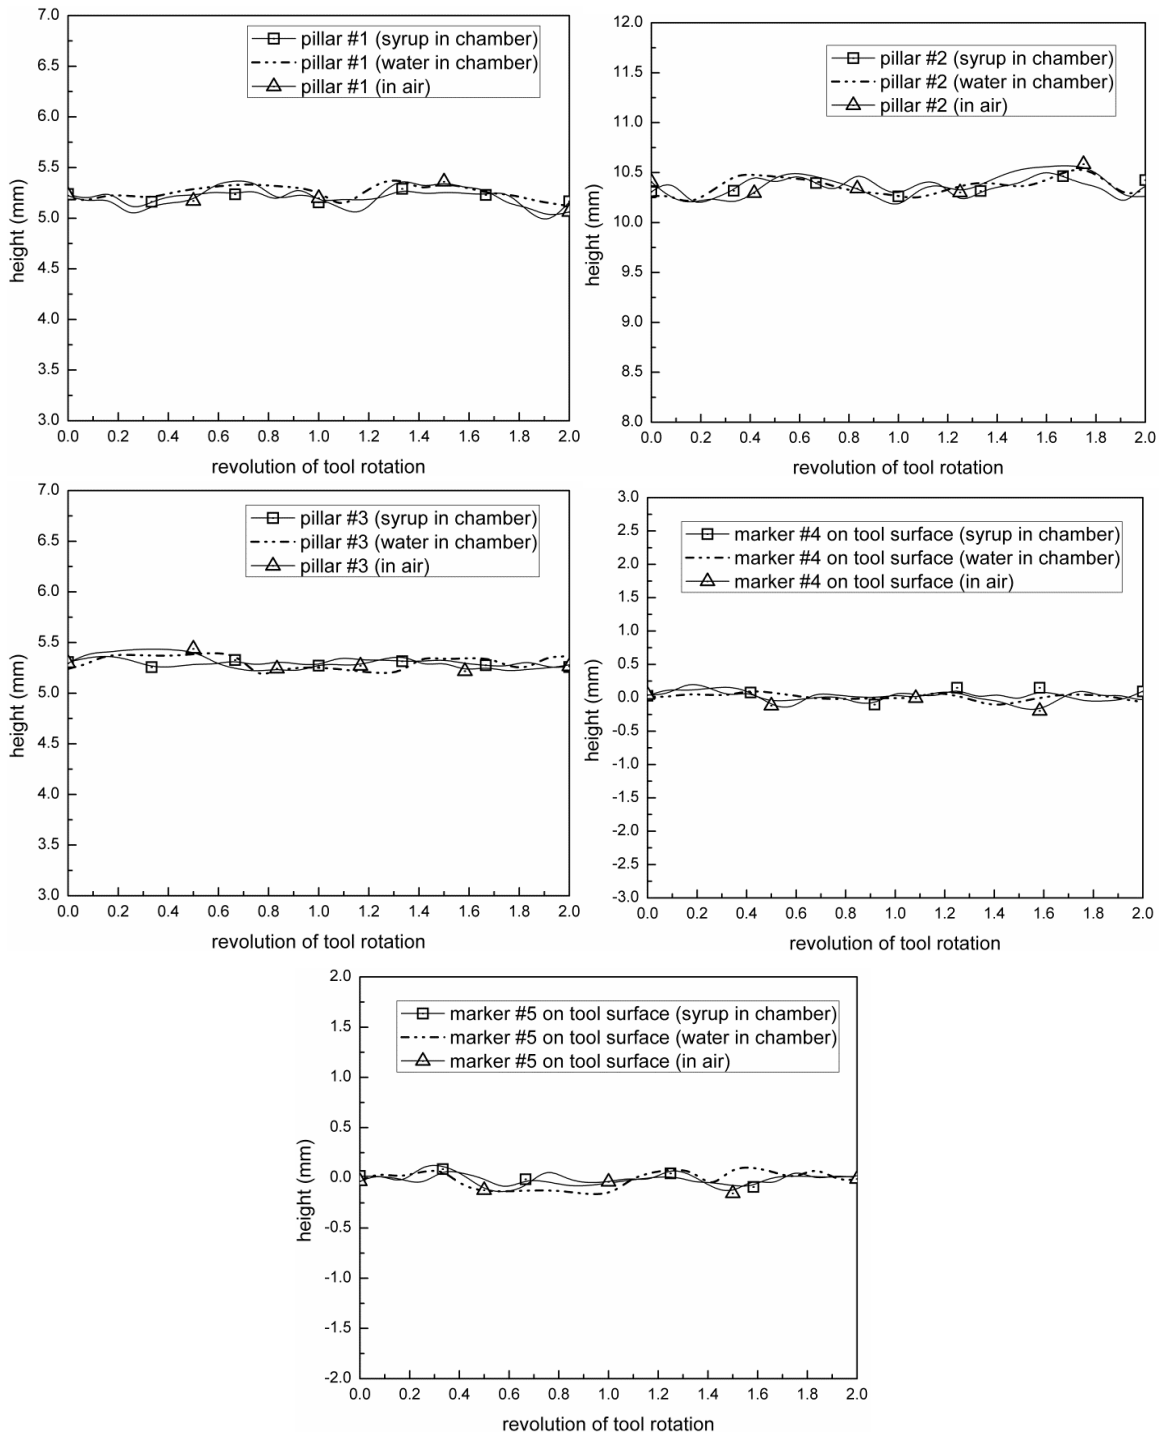 7.0
6.5
6.0
5.5
5.0
4.5
4.0
3.5
3.0
height (mm)
pillar #1 (syrup in chamber)
pillar #1 (water in chamber)
pillar #1 (in air)
0.0 0.2 0.4 0.6 0.8 1.0 1.2 1.4 1.6 1.8 2.0
revolution of tool rotation
12.0
11.5
11.0
10.5
10.0
9.5
9.0
8.5
8.0
height (mm)
pillar #2 (syrup in chamber)
pillar #2 (water in chamber)
pillar #2 (in air)
0.0 0.2 0.4 0.6 0.8 1.0 1.2 1.4 1.6 1.8 2.0
revolution of tool rotation
7.0
6.5
6.0
5.5
5.0
4.5
4.0
3.5
3.0
height (mm)
pillar #3 (syrup in chamber)
pillar #3 (water in chamber)
pillar #3 (in air)
0.0 0.2 0.4 0.6 0.8 1.0 1.2 1.4 1.6 1.8 2.0
revolution of tool rotation
3.0
2.5
2.0
1.5
1.0
0.5
0.0
-0.5
-1.0
-1.5
-2.0
-2.5
-3.0
height (mm)
marker #4 on tool surface (syrup in chamber)
marker #4 on tool surface (water in chamber)
marker #4 on tool surface (in air)
0.0 0.2 0.4 0.6 0.8 1.0 1.2 1.4 1.6 1.8 2.0
revolution of tool rotation
2.0
1.5
1.0
0.5
0.0
-0.5
-1.0
-1.5
-2.0
height (mm)
marker #5 on tool surface (syrup in chamber)
marker #5 on tool surface (water in chamber)
marker #5 on tool surface (in air)
0.0 0.2 0.4 0.6 0.8 1.0 1.2 1.4 1.6 1.8 2.0
revolution of tool rotation